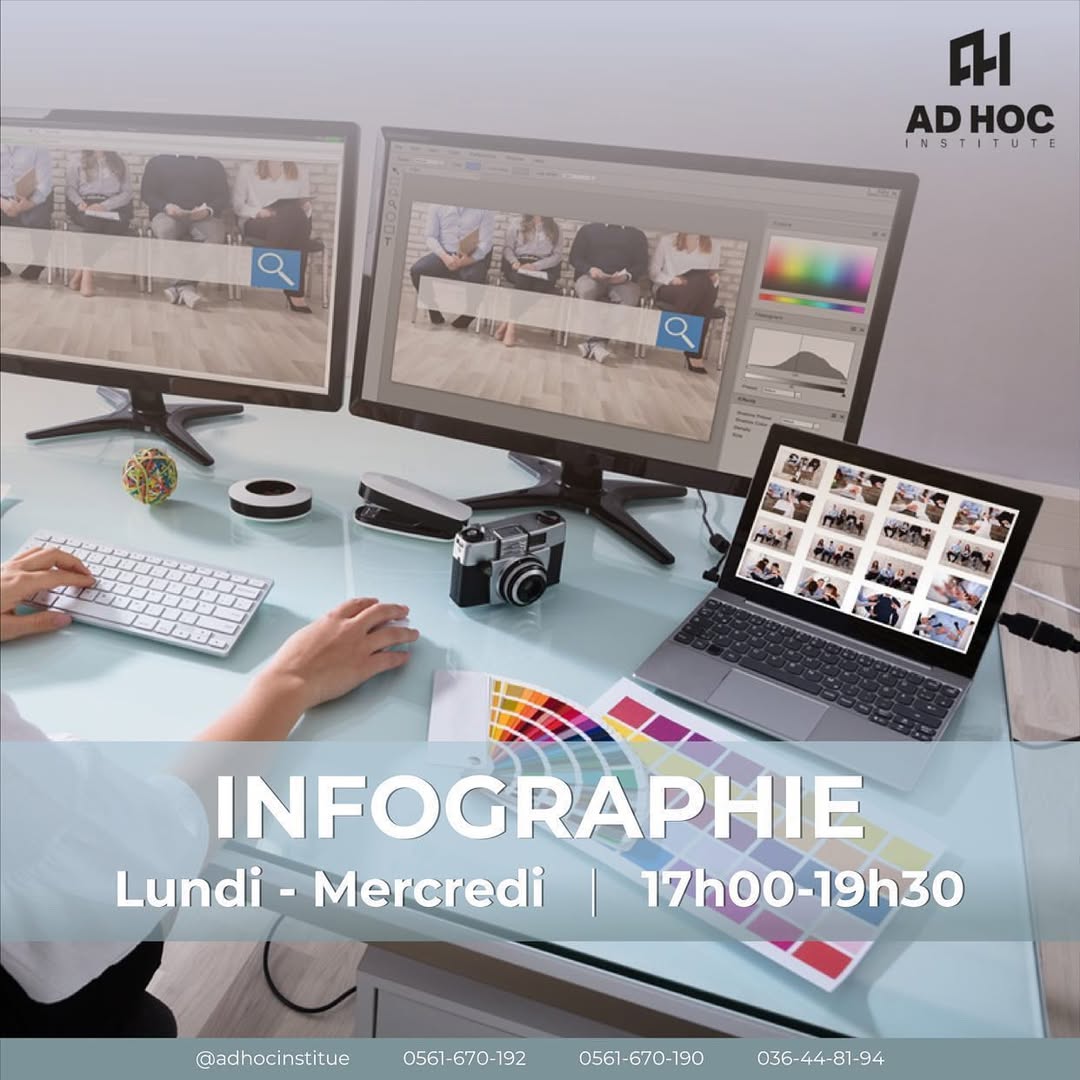 AD HOC
INSTITUTE
INFOGRAPHIE
Lundi - Mercredi | 17h00-19h30
@adhocinstitue 0561-670-192 0561-670-190 036-44-81-94